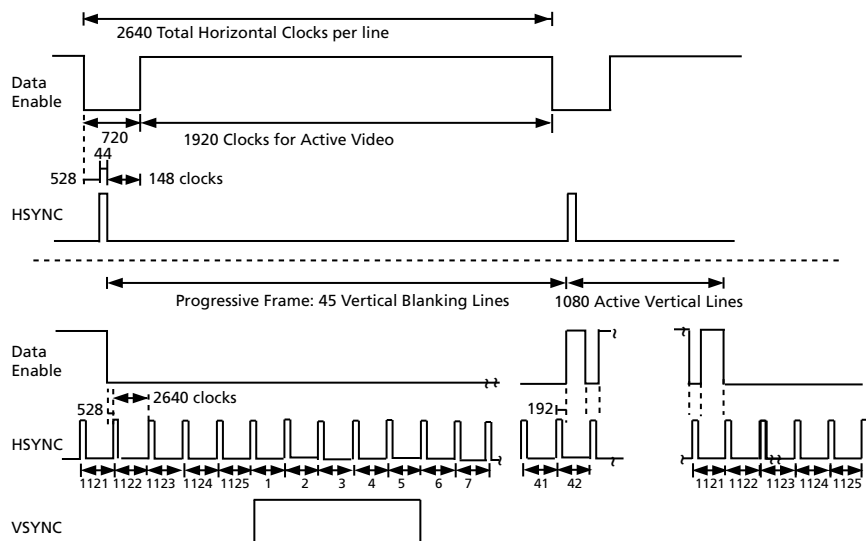 2640 Total Horizontal Clocks per line
Data
Enable
720
1920 Clocks for Active Video
44
528
148 clocks
HSYNC
Progressive Frame: 45 Vertical Blanking Lines
1080 Active Vertical Lines
Data
Enable
2640 clocks
528
192
HSYNC
1121 1122 1123 1124 1125 1 2 3 4 5 6 7 41 42 1121 1122 1123 1124 1125
VSYNC